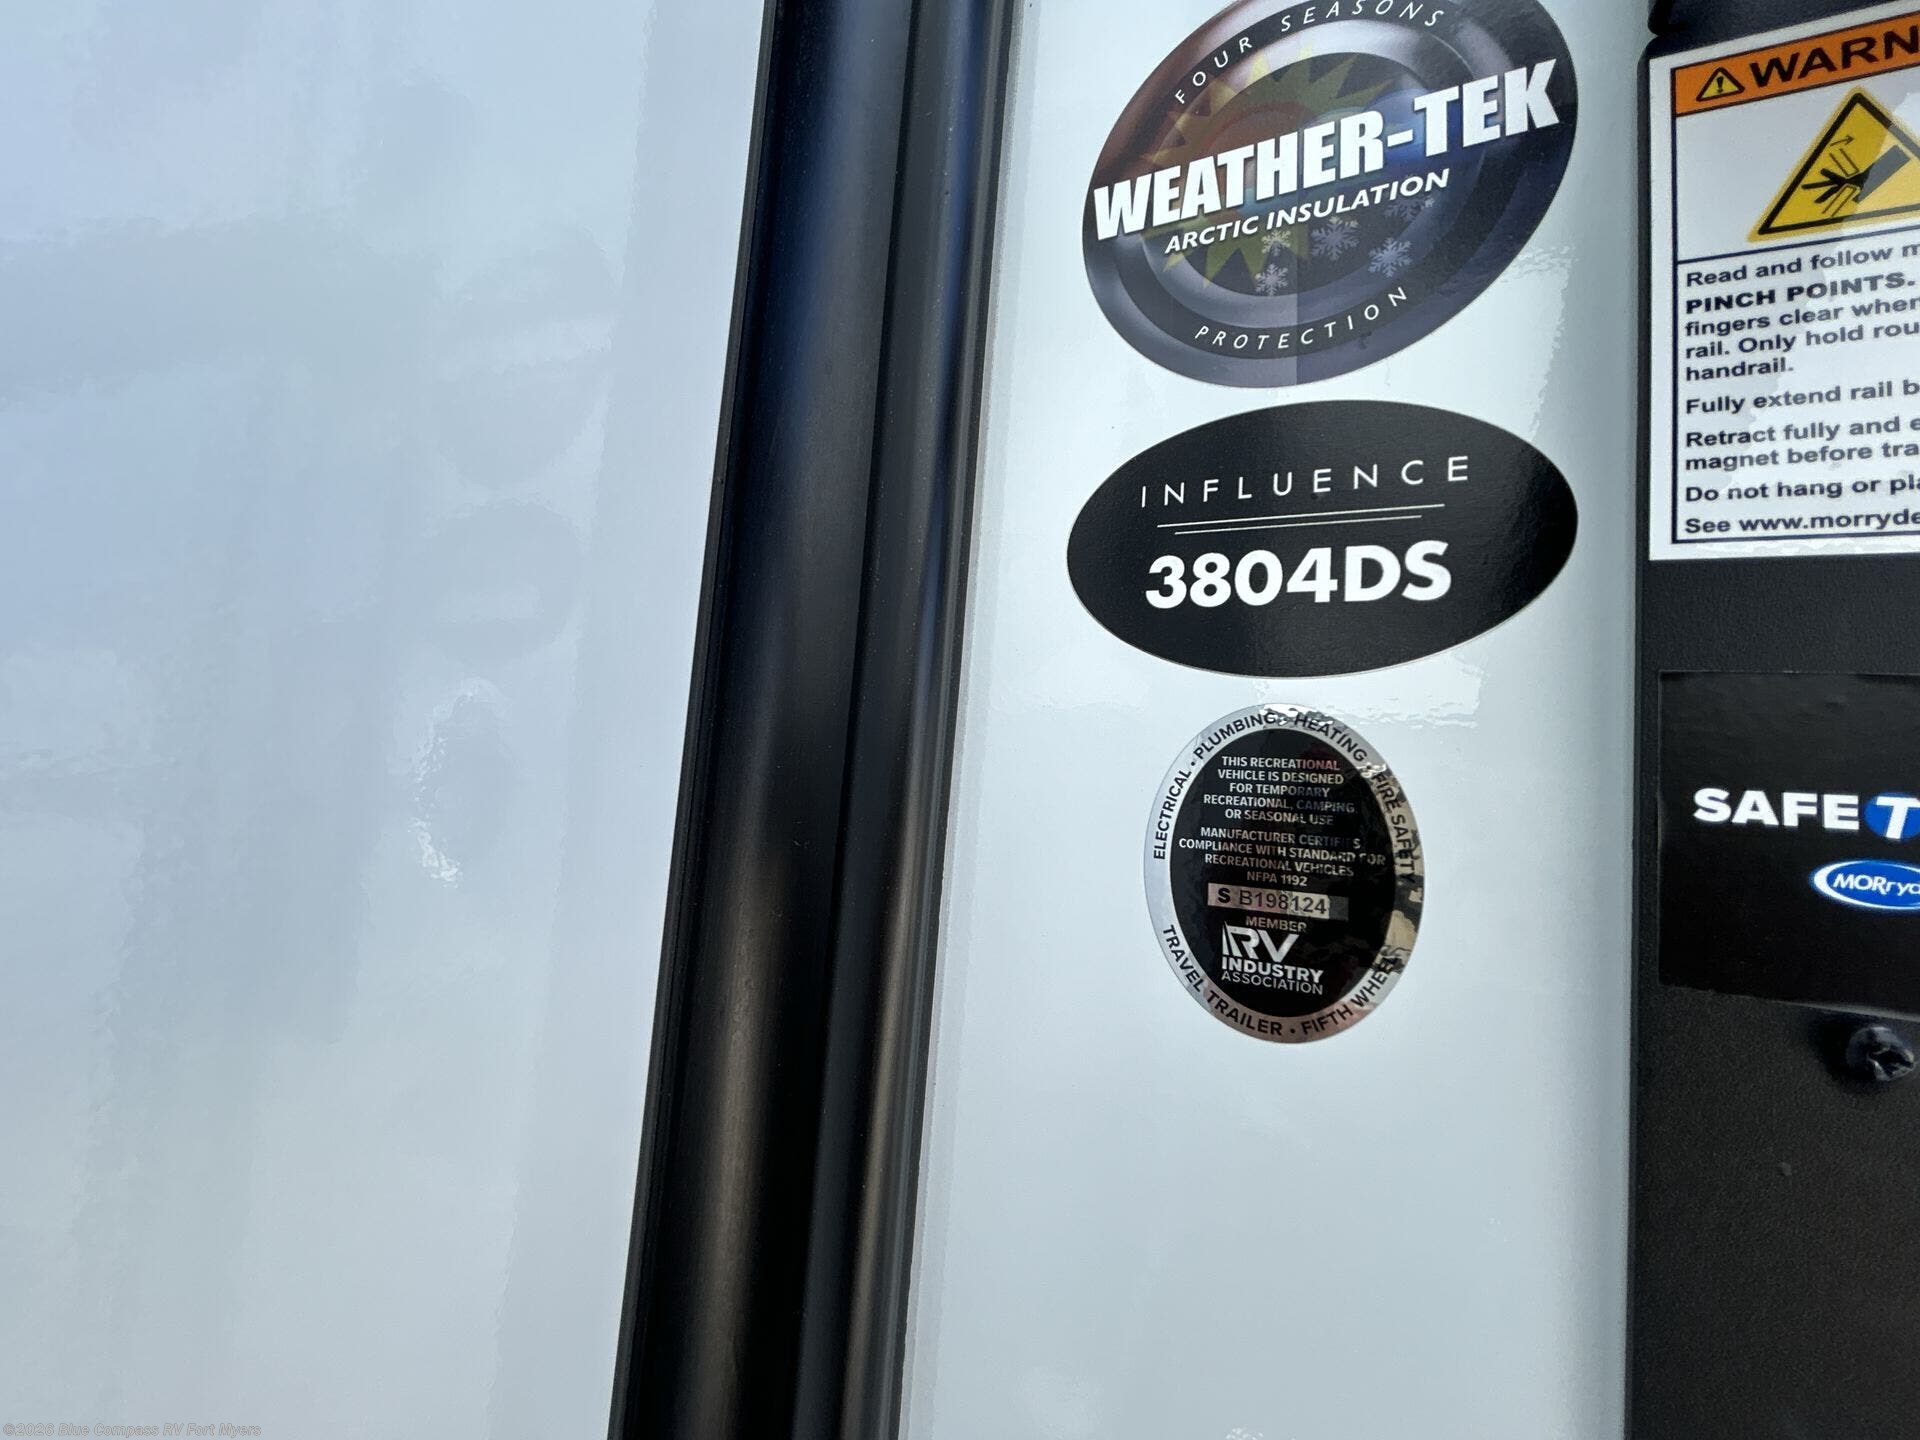 FOUR SEASONS
WEATHER-TEK
ARCTIC INSULATION
PROTECTION
INFLUENCE
3804DS
ELECTRICAL • PLUMBING • HEATING • FIRE SAFETY
THIS RECREATIONAL
VEHICLE IS DESIGNED
FOR TEMPORARY
RECREATIONAL, CAMPING
OR SEASONAL USE
MANUFACTURER CERTIFIES
COMPLIANCE WITH STANDARD FOR
RECREATIONAL VEHICLES
NFPA 1192
S B198124
MEMBER
RV
INDUSTRY
ASSOCIATION
TRAVEL TRAILER • FIFTH WHEEL
WARN
Read and follow m
PINCH POINTS.
fingers clear when
rail. Only hold rou
handrail.
Fully extend rail b
Retract fully and e
magnet before tra
Do not hang or pla
See www.morryde
SAFE T
MORryd
©2026 Blue Compass RV Fort Myers